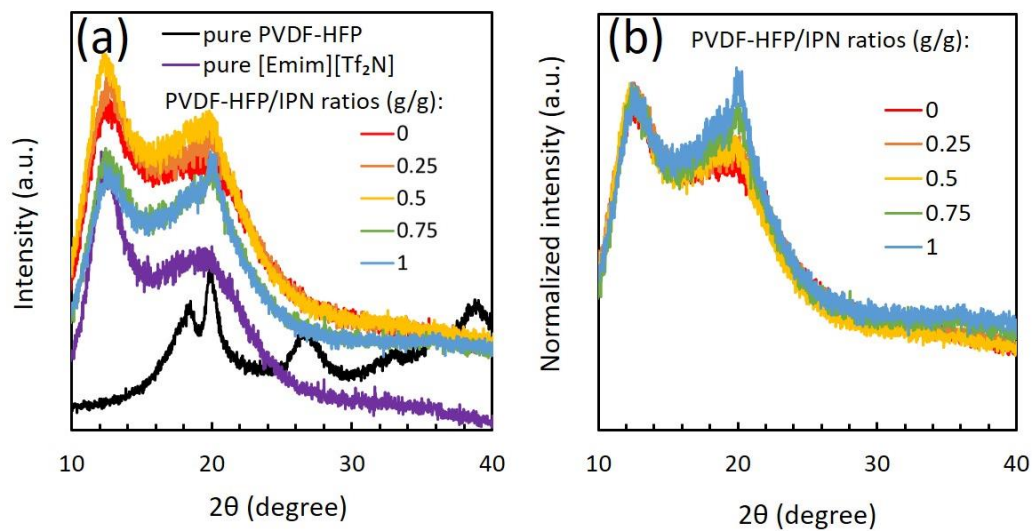 (a)
pure PVDF-HFP
pure [Emim][Tf₂N]
PVDF-HFP/IPN ratios (g/g):
0
0.25
0.5
0.75
1
Intensity (a.u.)
10 20 30 40
2θ (degree)
(b)
PVDF-HFP/IPN ratios (g/g):
0
0.25
0.5
0.75
1
Normalized intensity (a.u.)
10 20 30 40
2θ (degree)